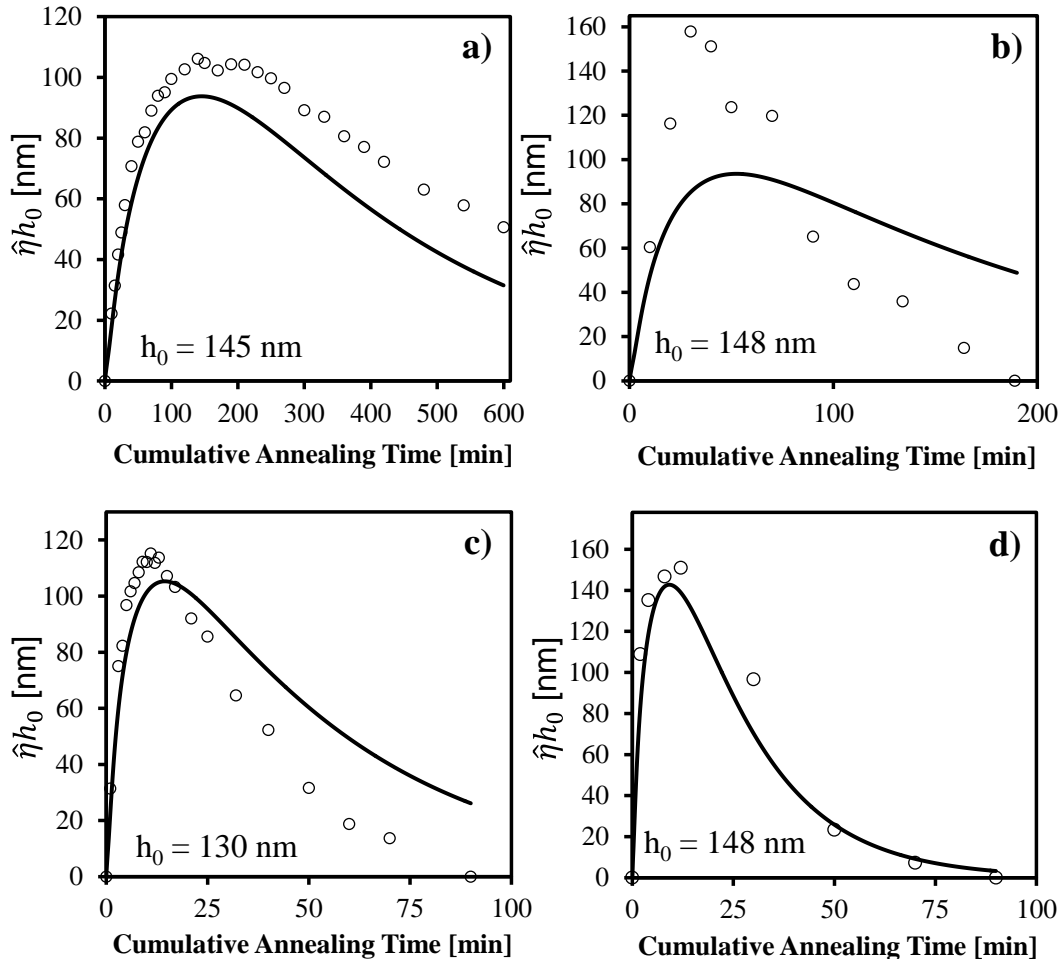 a)
η̂h₀ [nm]
120
100
80
60
40
20
0
h₀ = 145 nm
0 100 200 300 400 500 600
Cumulative Annealing Time [min]
b)
η̂h₀ [nm]
160
140
120
100
80
60
40
20
0
h₀ = 148 nm
0 100 200
Cumulative Annealing Time [min]
c)
η̂h₀ [nm]
120
100
80
60
40
20
0
h₀ = 130 nm
0 25 50 75 100
Cumulative Annealing Time [min]
d)
η̂h₀ [nm]
160
140
120
100
80
60
40
20
0
h₀ = 148 nm
0 25 50 75 100
Cumulative Annealing Time [min]